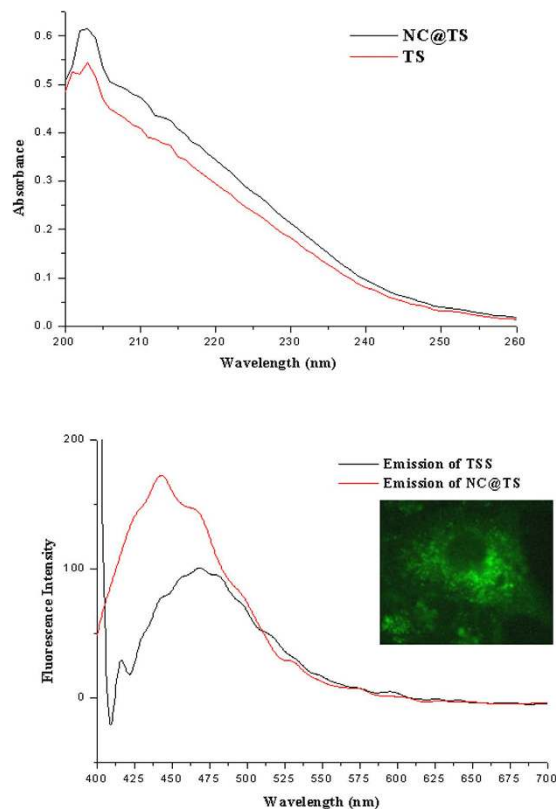 NC@TS
TS
0.6
0.5
0.4
0.3
0.2
0.1
0.0
Absorbance
200 210 220 230 240 250 260
Wavelength (nm)
Emission of TSS
Emission of NC@TS
200
100
0
Fluorescence Intensity
400 425 450 475 500 525 550 575 600 625 650 675 700
Wavelength (nm)